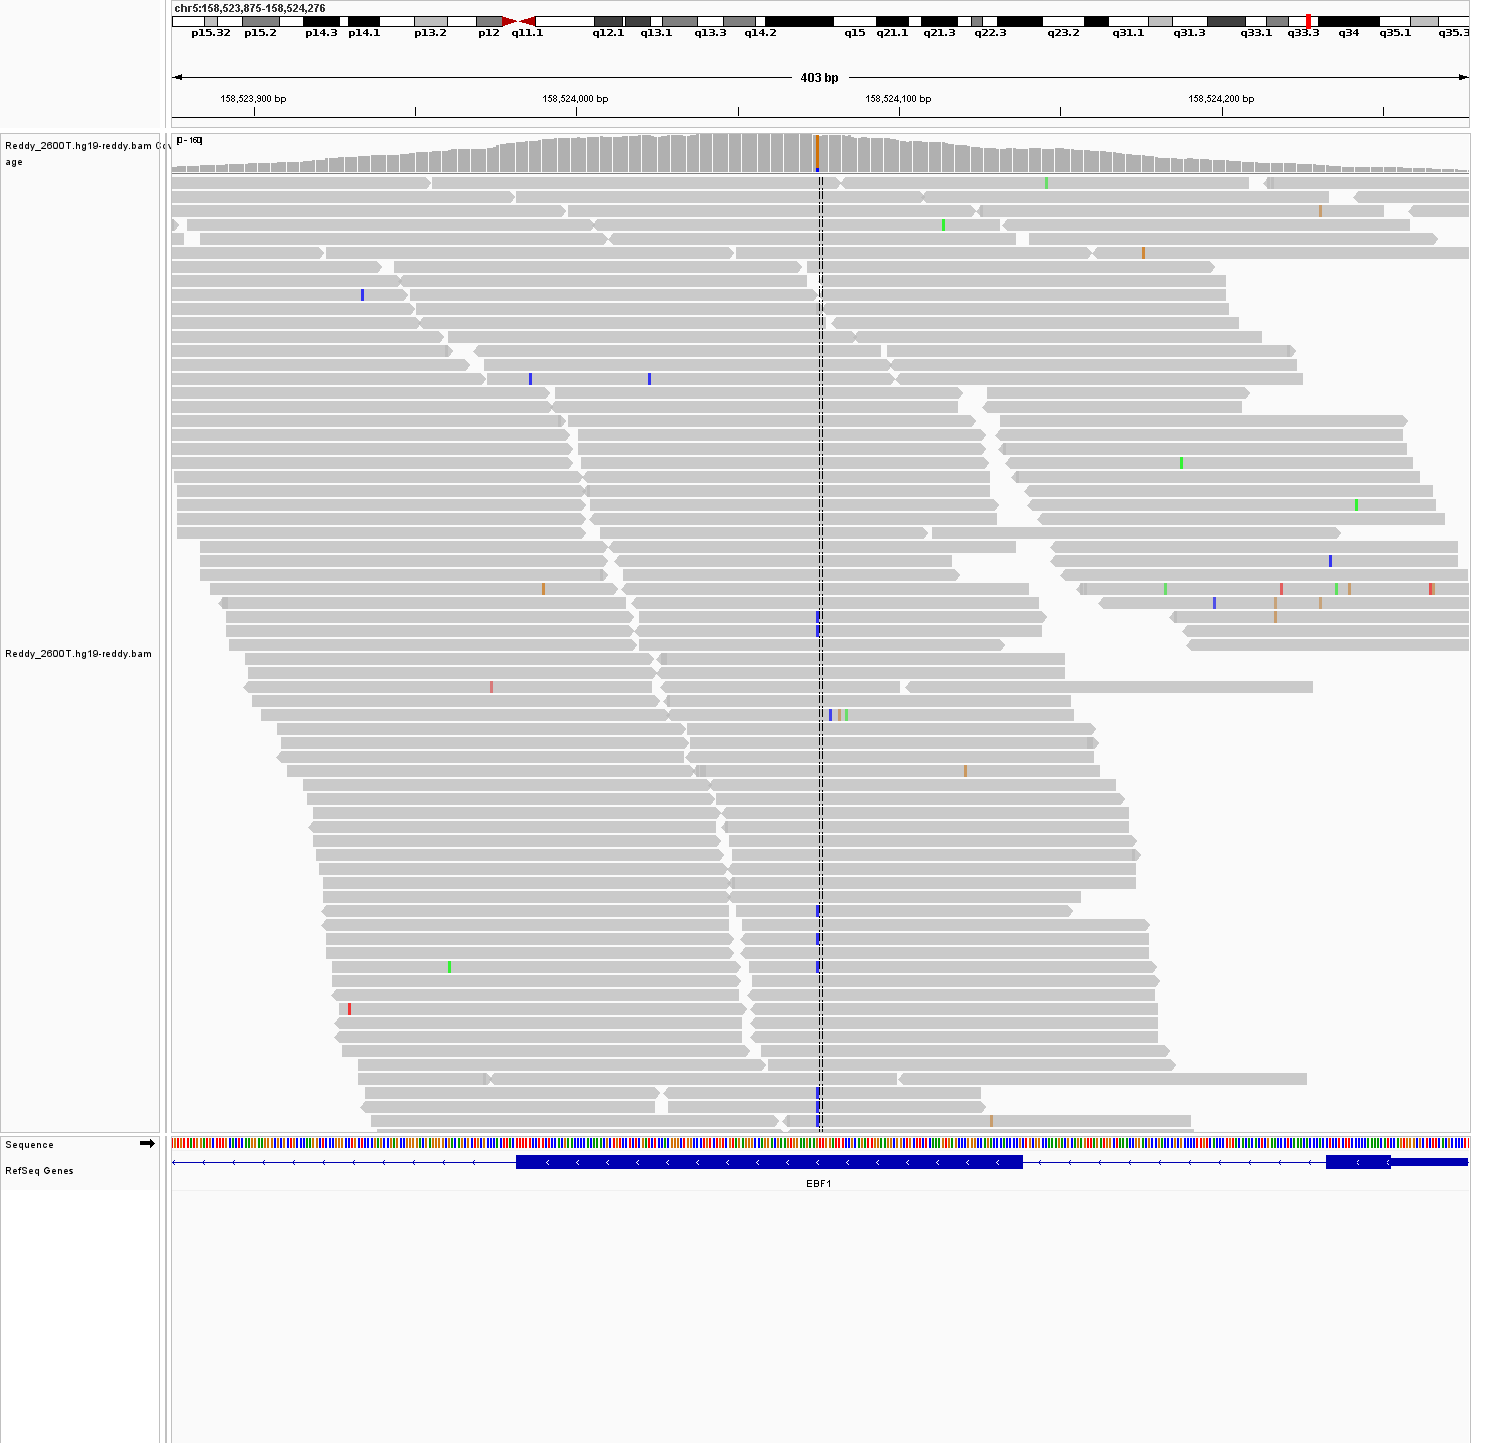 chr5:158,523,875-158,524,276
p15.32 p15.2 p14.3 p14.1 p13.2 p12 q11.1 q12.1 q13.1 q13.3 q14.2 q15 q21.1 q21.3 q22.3 q23.2 q31.1 q31.3 q33.1 q33.3 q34 q35.1 q35.3
403 bp
158,523,900 bp 158,524,000 bp 158,524,100 bp 158,524,200 bp
Reddy_2600T.hg19-reddy.bam Cov
age
[0 - 160]
Reddy_2600T.hg19-reddy.bam
Sequence
RefSeq Genes
EBF1